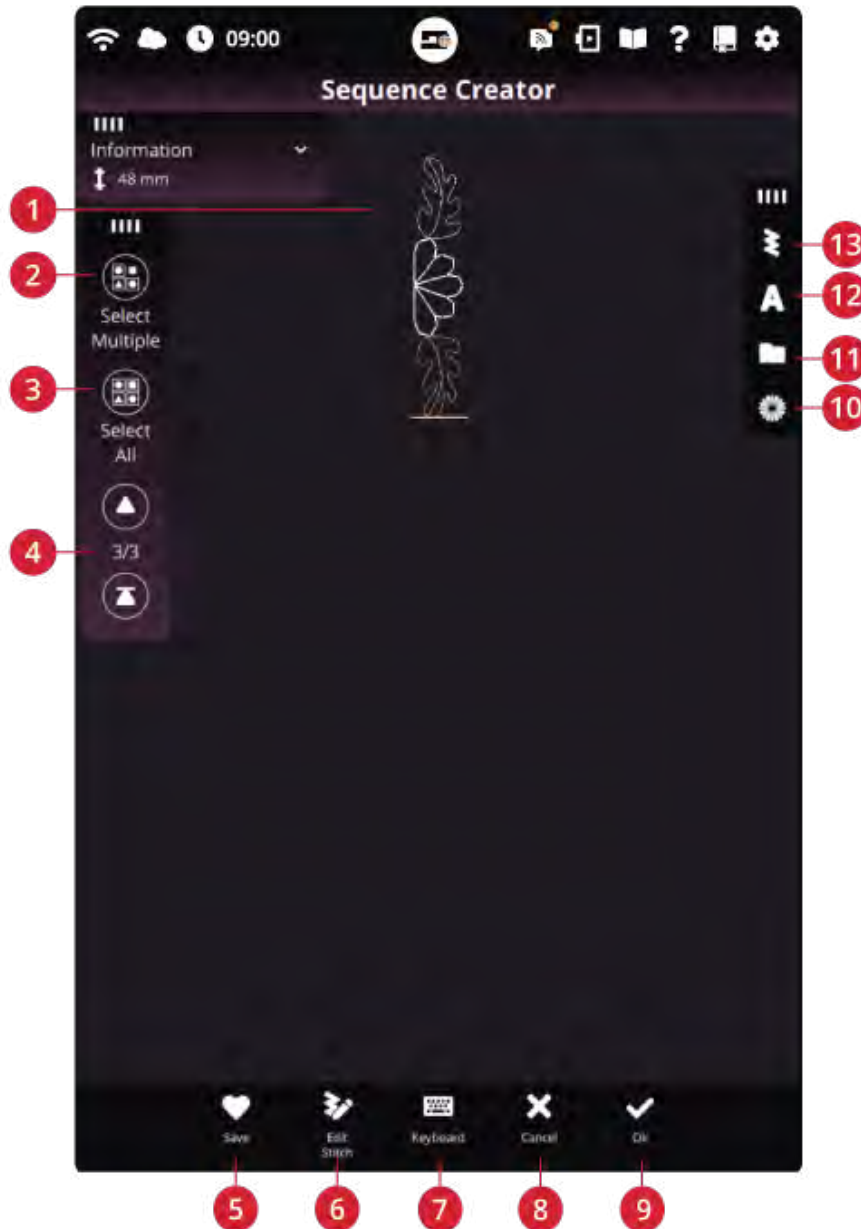 09:00
Sequence Creator
Information
48 mm
1
2
Select
Multiple
3
Select
All
4
3/3
13
12
A
11
10
Save
Edit
Stitch
Keyboard
Cancel
Ok
5
6
7
8
9